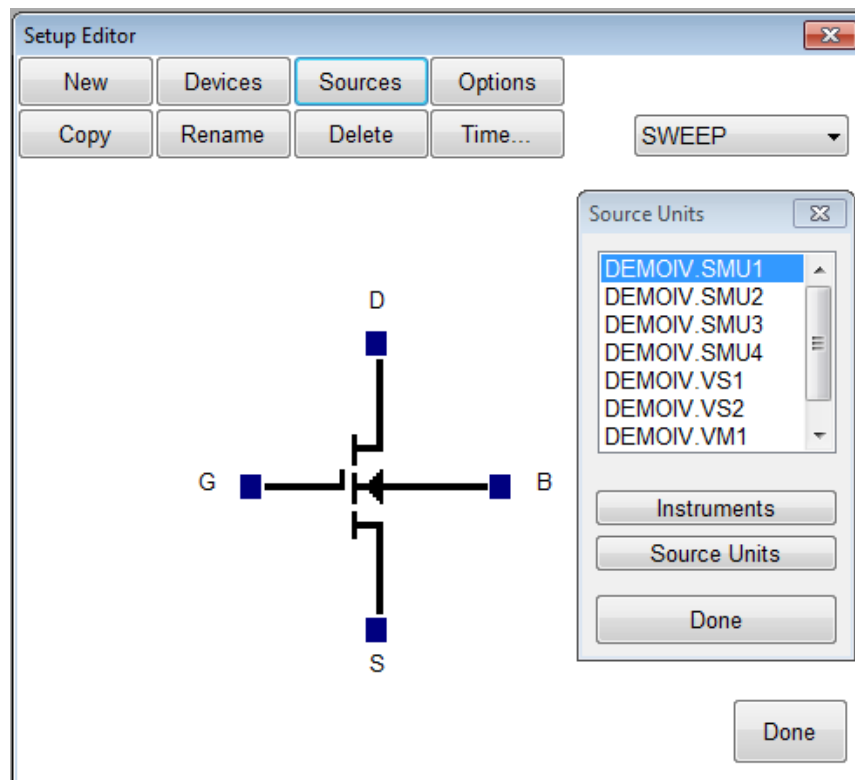 Setup Editor
New Devices Sources Options
Copy Rename Delete Time... SWEEP
Source Units
DEMOIV.SMU1
DEMOIV.SMU2
DEMOIV.SMU3
DEMOIV.SMU4
DEMOIV.VS1
DEMOIV.VS2
DEMOIV.VM1
D
G B
S
Instruments
Source Units
Done
Done